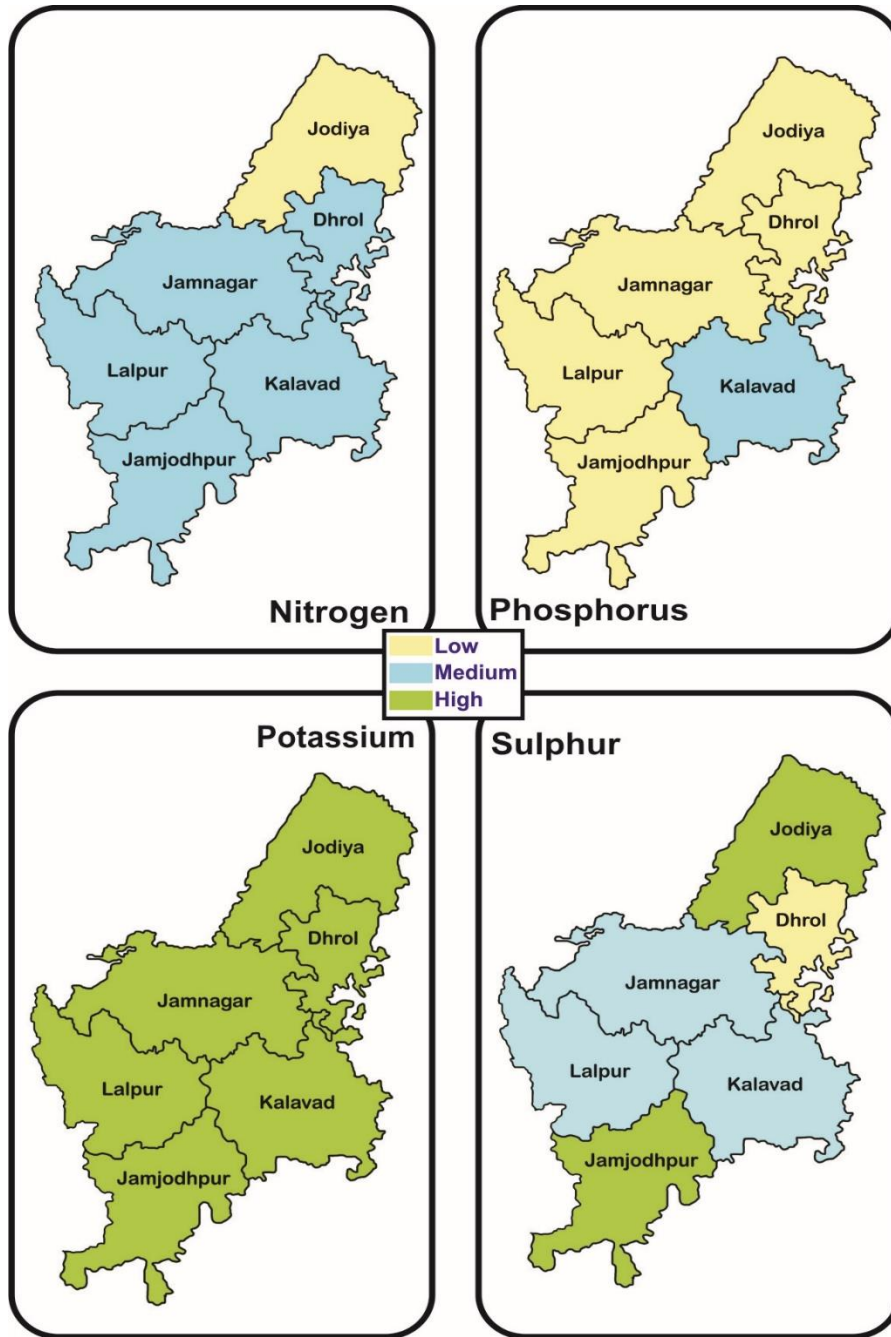 Jodiya
Dhrol
Jamnagar
Lalpur
Kalavad
Jamjodhpur
Nitrogen
Jodiya
Dhrol
Jamnagar
Lalpur
Kalavad
Jamjodhpur
Phosphorus
Low
Medium
High
Potassium
Jodiya
Dhrol
Jamnagar
Lalpur
Kalavad
Jamjodhpur
Sulphur
Jodiya
Dhrol
Jamnagar
Lalpur
Kalavad
Jamjodhpur